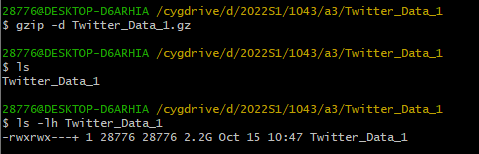 28776@DESKTOP-D6ARHIA /cygdrive/d/2022S1/1043/a3/Twitter_Data_1
$ gzip -d Twitter_Data_1.gz
28776@DESKTOP-D6ARHIA /cygdrive/d/2022S1/1043/a3/Twitter_Data_1
$ ls
Twitter_Data_1
28776@DESKTOP-D6ARHIA /cygdrive/d/2022S1/1043/a3/Twitter_Data_1
$ ls -lh Twitter_Data_1
-rwxrwx---+ 1 28776 28776 2.2G Oct 15 10:47 Twitter_Data_1